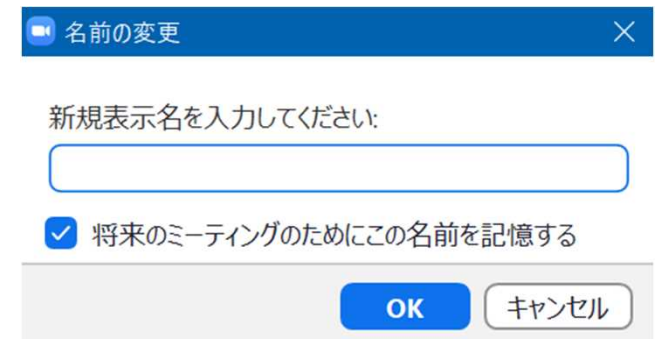 名前の変更
新規表示名を入力してください:
将来のミーティングのためにこの名前を記憶する
OK
キャンセル